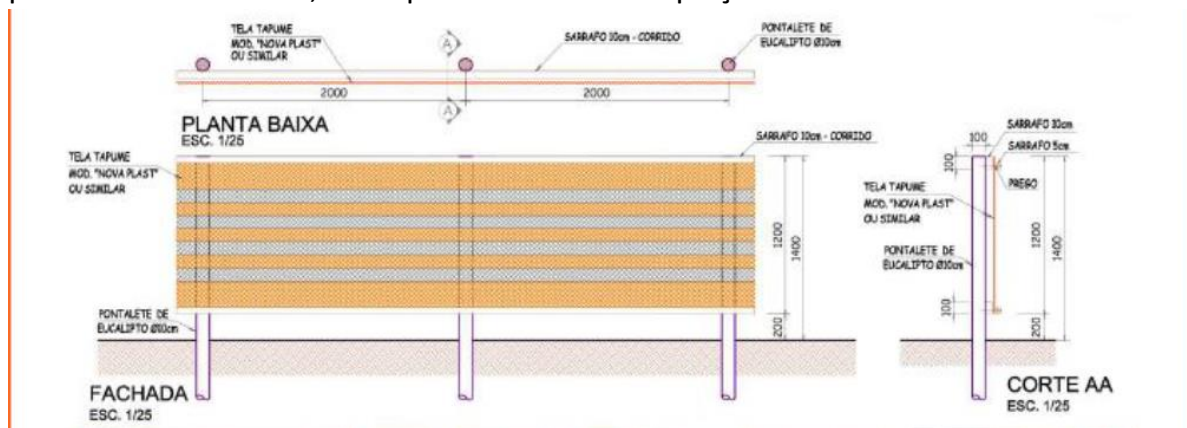 TELA TAPUME
MOD. "NOVA PLAST"
OU SIMILAR
A
SARRAFO 10cm - CORRIDO
PONTALETE DE
EUCALIPTO Ø10cm
2000
2000
A
PLANTA BAIXA
ESC. 1/25
SARRAFO 10cm - CORRIDO
TELA TAPUME
MOD. "NOVA PLAST"
OU SIMILAR
1200
1400
200
PONTALETE DE
EUCALIPTO Ø10cm
FACHADA
ESC. 1/25
100
SARRAFO 10cm
SARRAFO 5cm
100
PREGO
TELA TAPUME
MOD. "NOVA PLAST"
OU SIMILAR
1200
1400
PONTALETE DE
EUCALIPTO Ø10cm
100
200
CORTE AA
ESC. 1/25